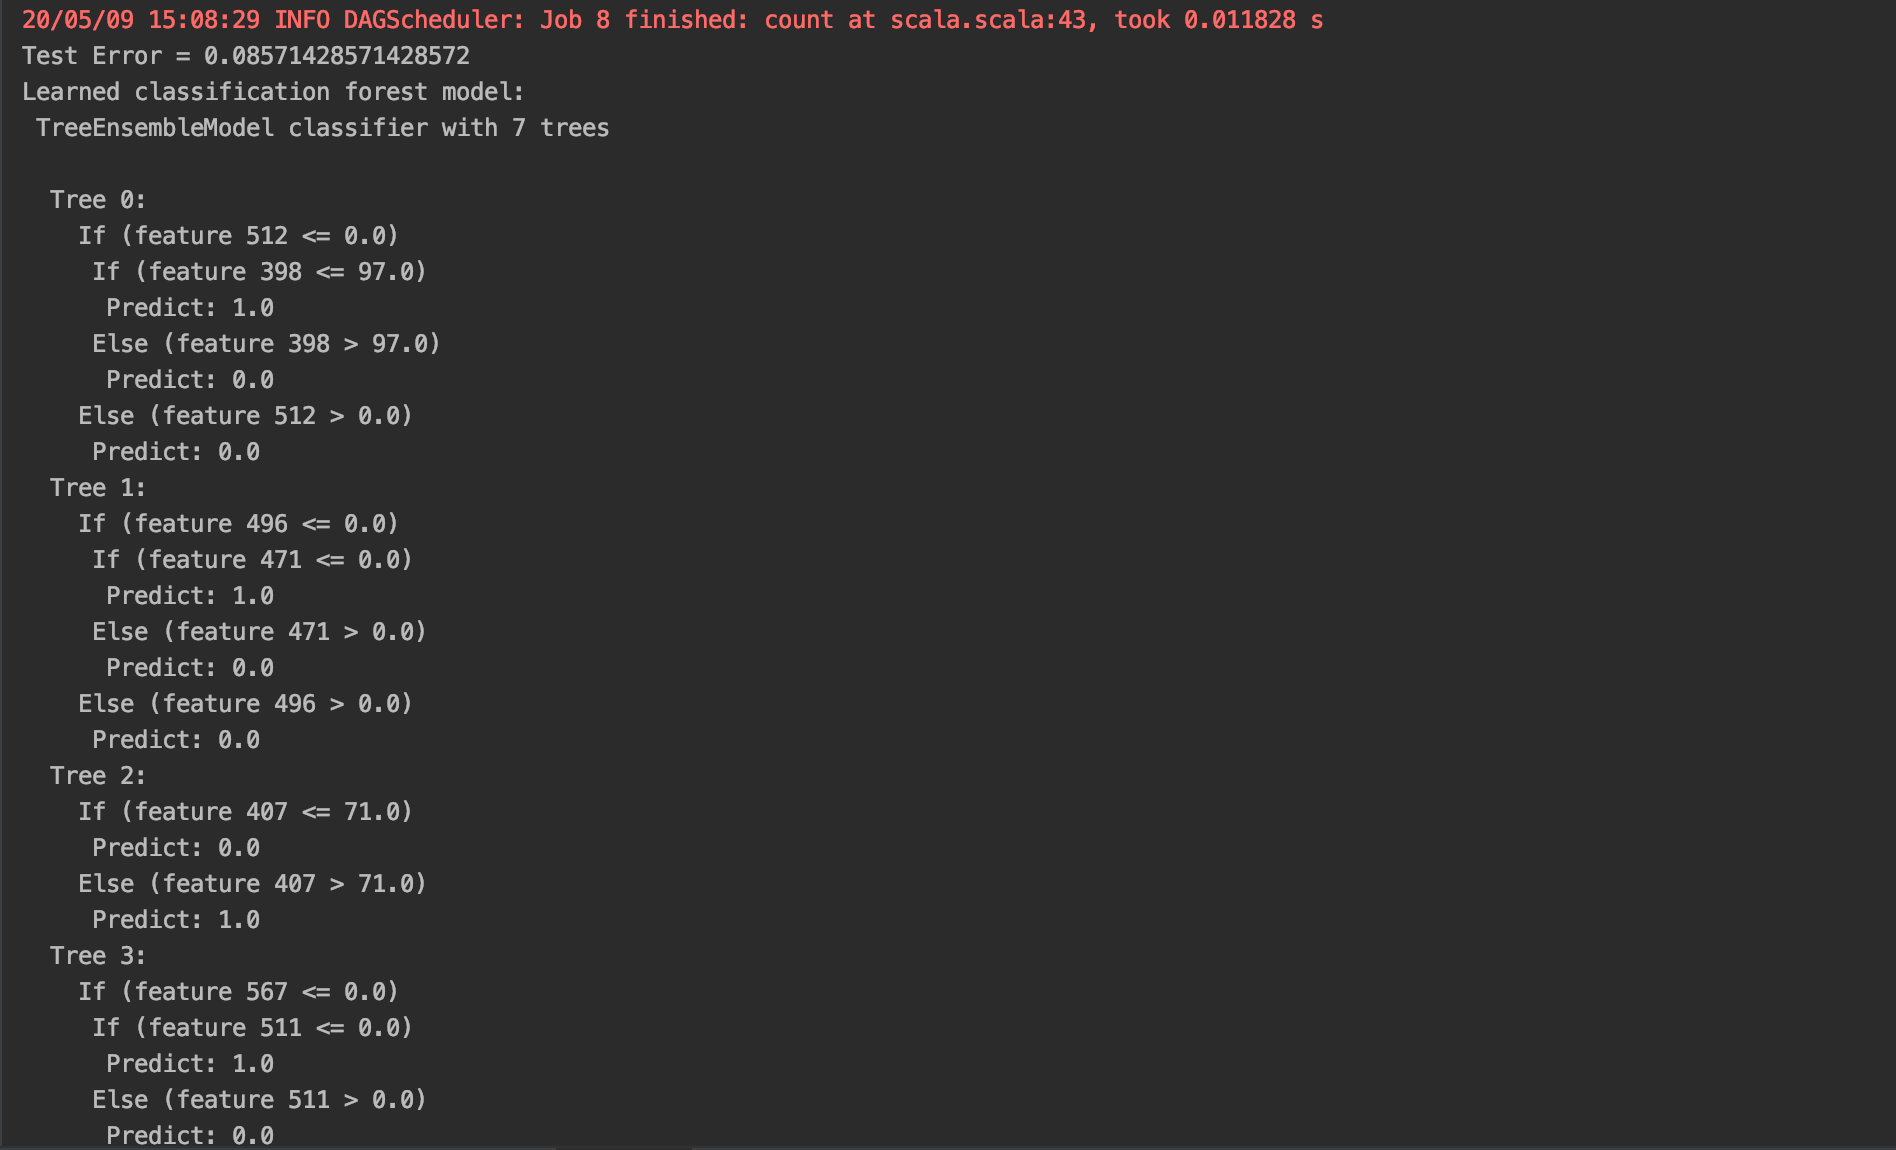 20/05/09 15:08:29 INFO DAGScheduler: Job 8 finished: count at scala.scala:43, took 0.011828 s
Test Error = 0.08571428571428572
Learned classification forest model:
 TreeEnsembleModel classifier with 7 trees

  Tree 0:
    If (feature 512 <= 0.0)
     If (feature 398 <= 97.0)
      Predict: 1.0
     Else (feature 398 > 97.0)
      Predict: 0.0
    Else (feature 512 > 0.0)
     Predict: 0.0
  Tree 1:
    If (feature 496 <= 0.0)
     If (feature 471 <= 0.0)
      Predict: 1.0
     Else (feature 471 > 0.0)
      Predict: 0.0
    Else (feature 496 > 0.0)
     Predict: 0.0
  Tree 2:
    If (feature 407 <= 71.0)
     Predict: 0.0
    Else (feature 407 > 71.0)
     Predict: 1.0
  Tree 3:
    If (feature 567 <= 0.0)
     If (feature 511 <= 0.0)
      Predict: 1.0
     Else (feature 511 > 0.0)
      Predict: 0.0